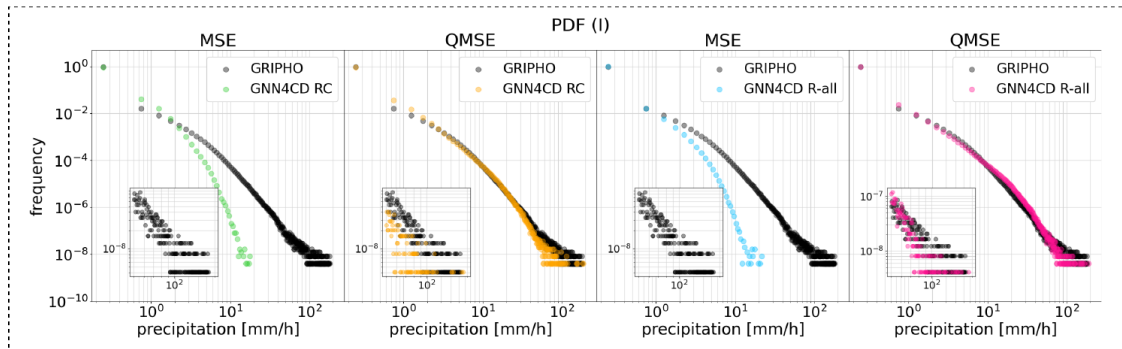 PDF (I)
MSE
QMSE
MSE
QMSE
GRIPHO
GNN4CD RC
GRIPHO
GNN4CD RC
GRIPHO
GNN4CD R-all
GRIPHO
GNN4CD R-all
frequency
10^0
10^-2
10^-4
10^-6
10^-8
10^-10
10^-8
10^2
10^-8
10^2
10^-8
10^2
10^-7
10^-8
10^2
10^0 10^1 10^2
10^0 10^1 10^2
10^0 10^1 10^2
10^0 10^1 10^2
precipitation [mm/h]
precipitation [mm/h]
precipitation [mm/h]
precipitation [mm/h]